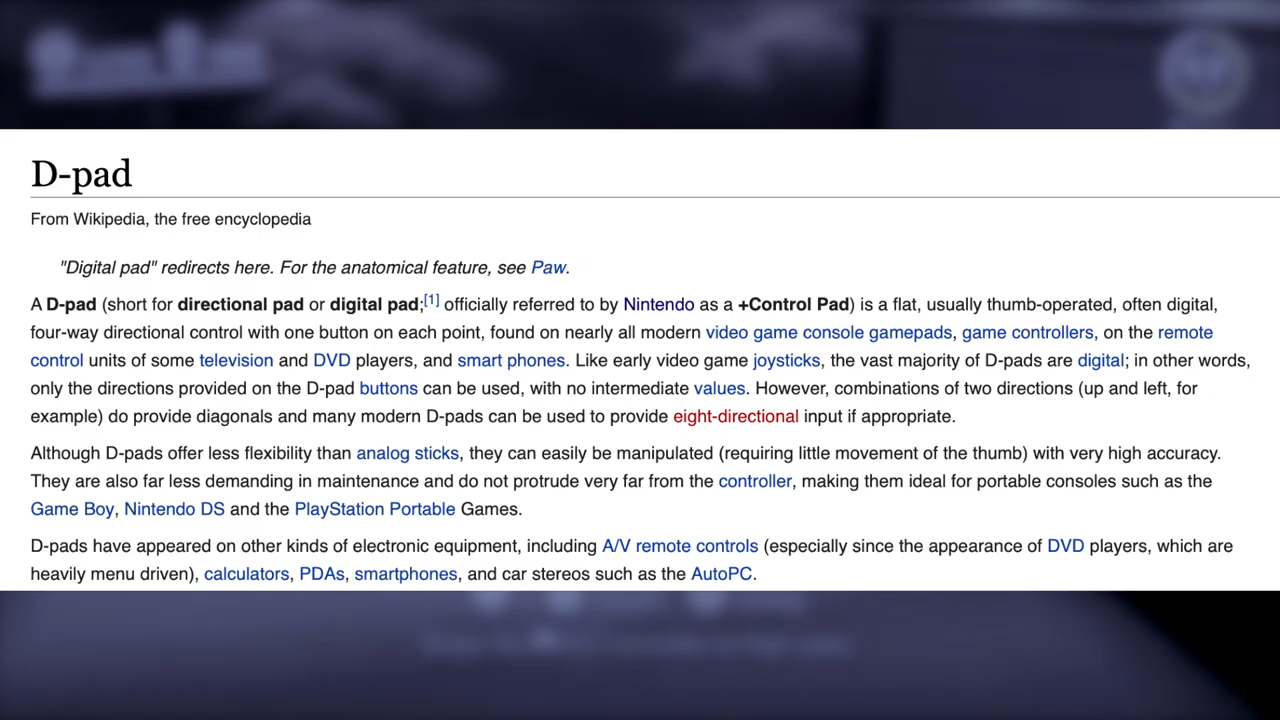 D-pad
From Wikipedia, the free encyclopedia
"Digital pad" redirects here. For the anatomical feature, see Paw.
A D-pad (short for directional pad or digital pad;[1] officially referred to by Nintendo as a +Control Pad) is a flat, usually thumb-operated, often digital,
four-way directional control with one button on each point, found on nearly all modern video game console gamepads, game controllers, on the remote
control units of some television and DVD players, and smart phones. Like early video game joysticks, the vast majority of D-pads are digital; in other words,
only the directions provided on the D-pad buttons can be used, with no intermediate values. However, combinations of two directions (up and left, for
example) do provide diagonals and many modern D-pads can be used to provide eight-directional input if appropriate.
Although D-pads offer less flexibility than analog sticks, they can easily be manipulated (requiring little movement of the thumb) with very high accuracy.
They are also far less demanding in maintenance and do not protrude very far from the controller, making them ideal for portable consoles such as the
Game Boy, Nintendo DS and the PlayStation Portable Games.
D-pads have appeared on other kinds of electronic equipment, including A/V remote controls (especially since the appearance of DVD players, which are
heavily menu driven), calculators, PDAs, smartphones, and car stereos such as the AutoPC.